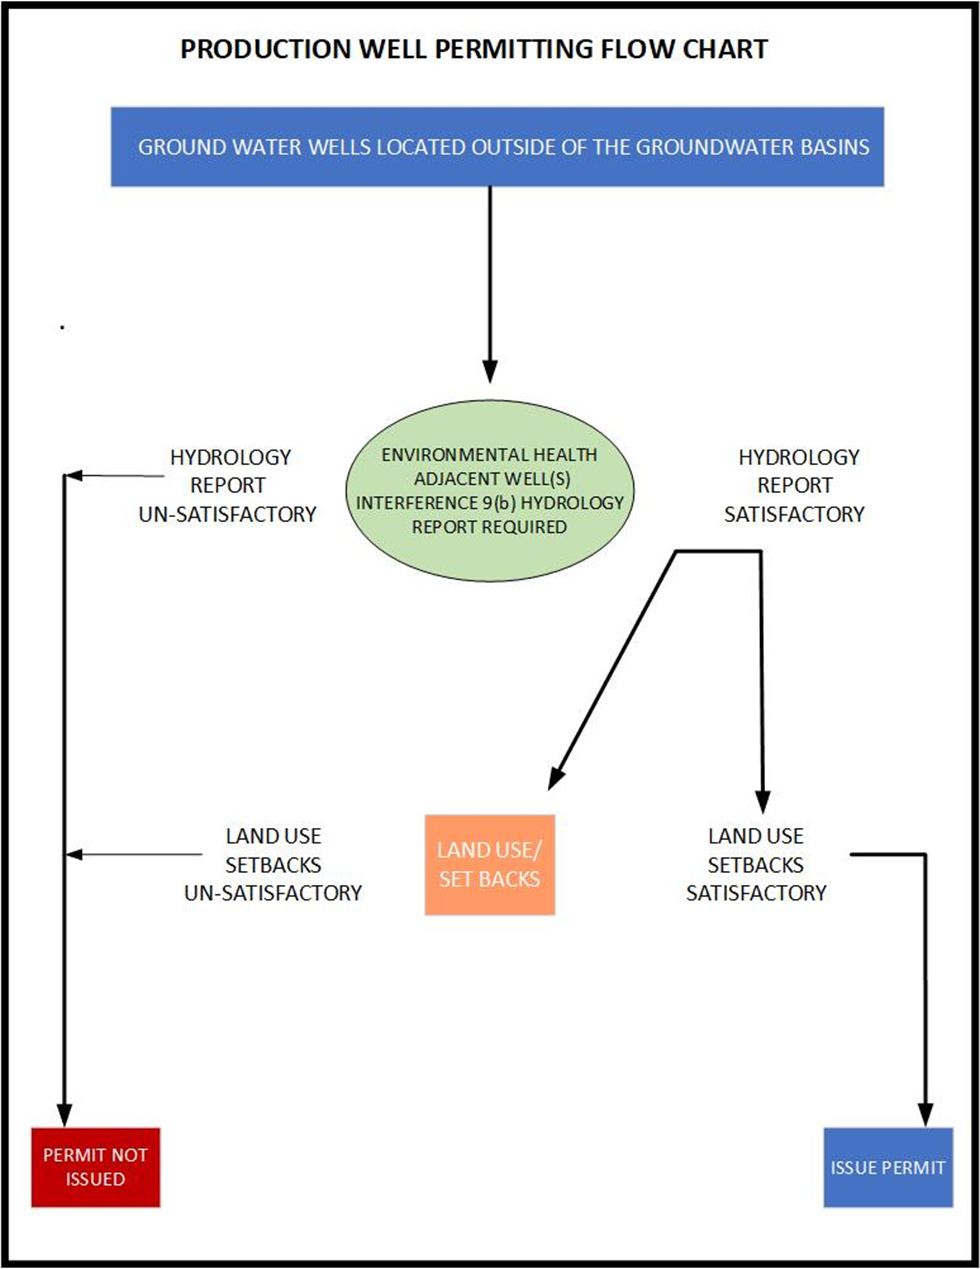 PRODUCTION WELL PERMITTING FLOW CHART
GROUND WATER WELLS LOCATED OUTSIDE OF THE GROUNDWATER BASINS
HYDROLOGY
REPORT
UN-SATISFACTORY
ENVIRONMENTAL HEALTH
ADJACENT WELL(S)
INTERFERENCE 9(b) HYDROLOGY
REPORT REQUIRED
HYDROLOGY
REPORT
SATISFACTORY
LAND USE
SETBACKS
UN-SATISFACTORY
LAND USE/
SET BACKS
LAND USE
SETBACKS
SATISFACTORY
PERMIT NOT
ISSUED
ISSUE PERMIT